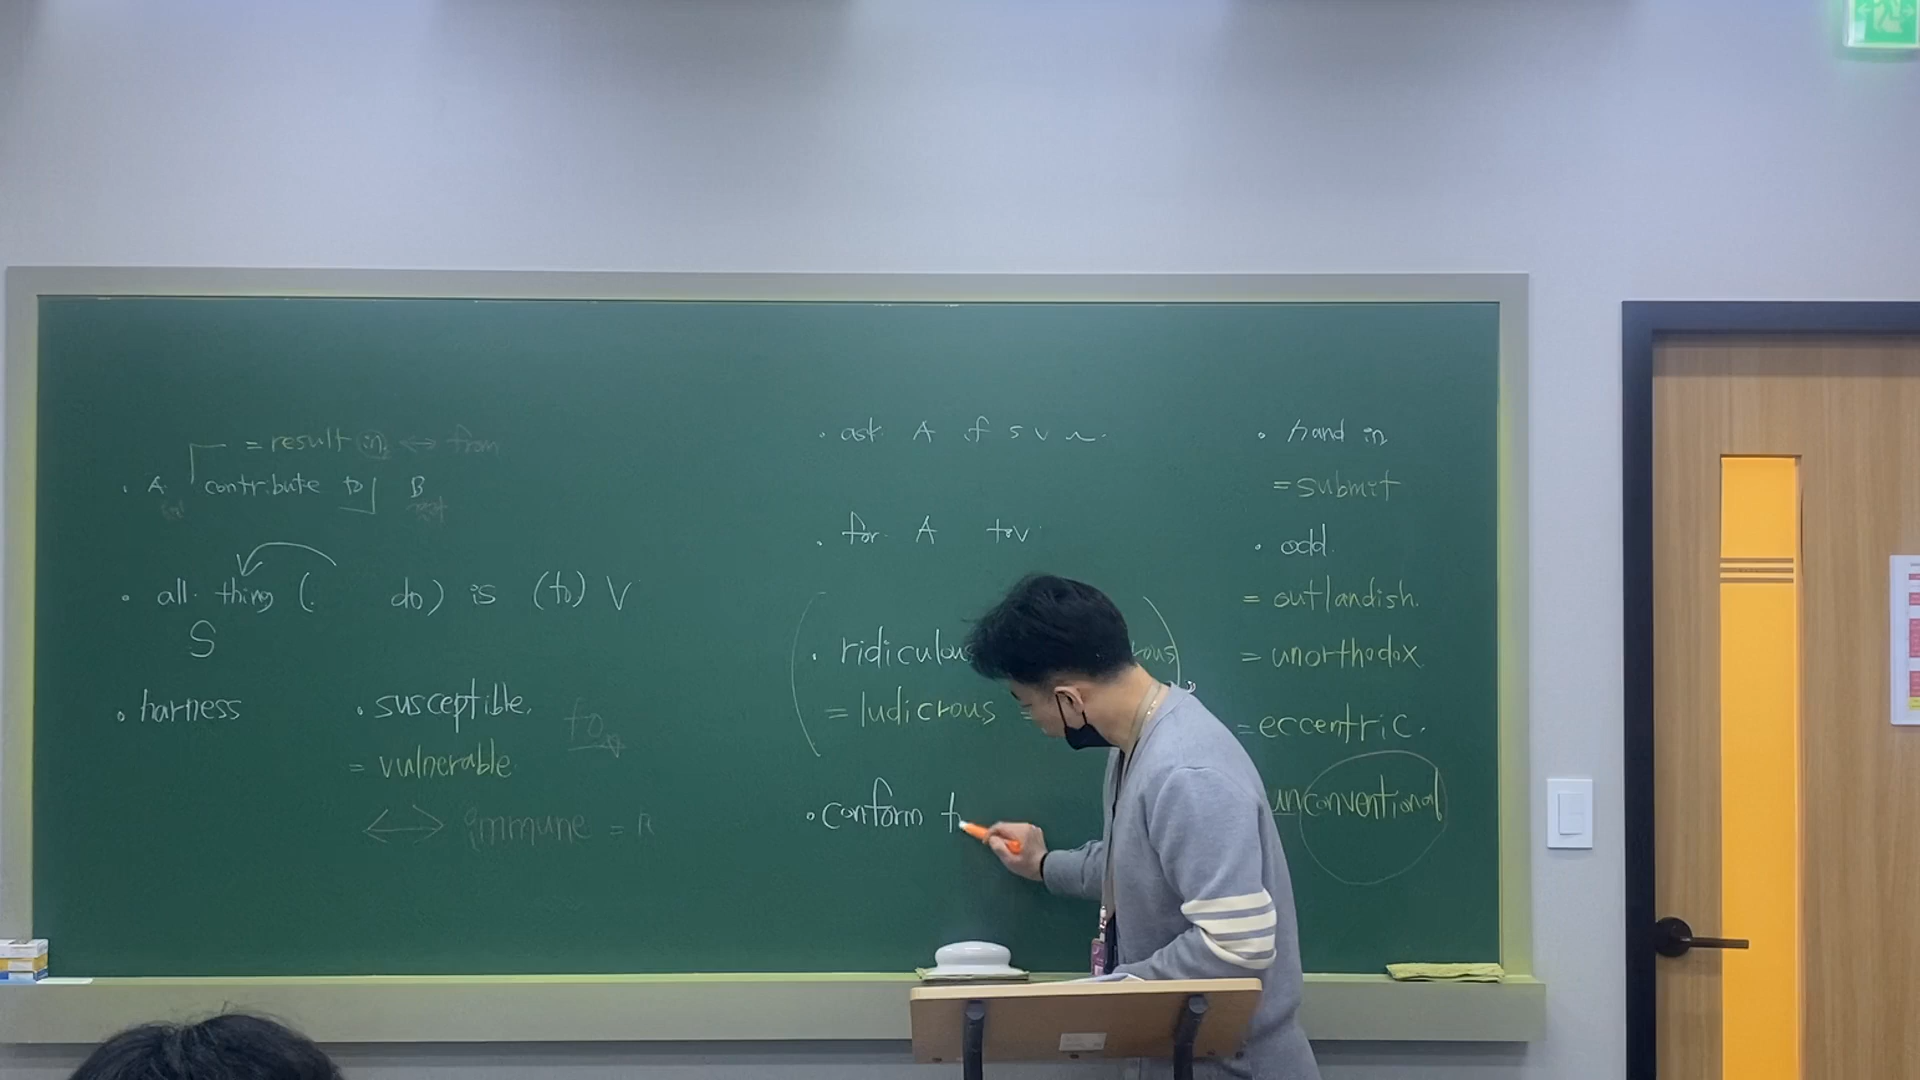 = result in ↔ from
· A contribute to B
· all thing ( do) is (to) V
S
· harness
· susceptible. to
= vulnerable
↔ immune =
· ask A if s v ~
· for A to v
· ridiculous
= ludicrous =
· conform t
· hand in
= submit
· odd.
= outlandish.
= unorthodox
= eccentric.
unconventional